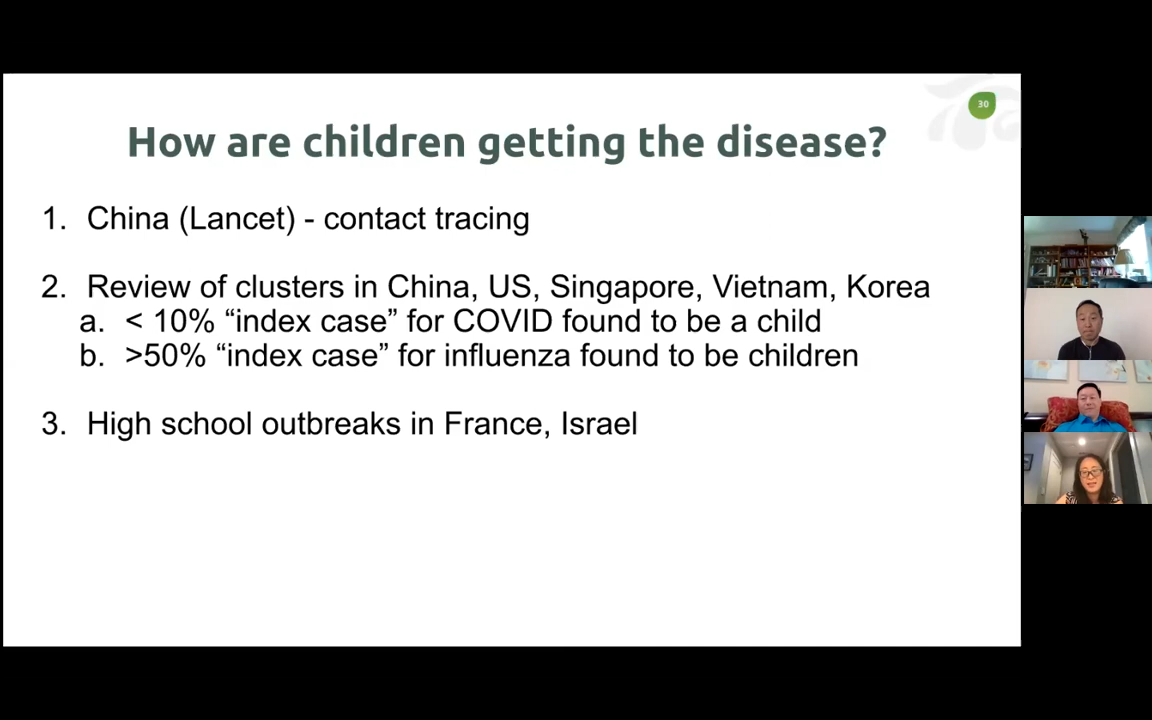 30
How are children getting the disease?
1. China (Lancet) - contact tracing
2. Review of clusters in China, US, Singapore, Vietnam, Korea
a. < 10% “index case” for COVID found to be a child
b. >50% “index case” for influenza found to be children
3. High school outbreaks in France, Israel